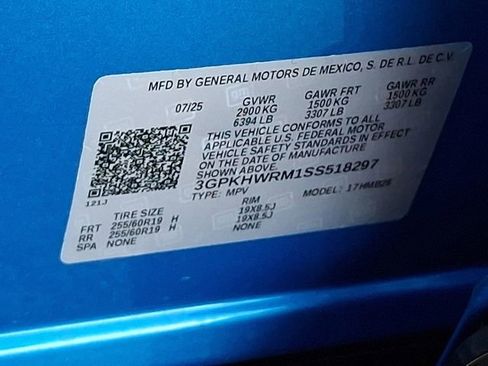 MFD BY GENERAL MOTORS DE MEXICO, S. DE R.L. DE C.V.
07/25 GVWR GAWR FRT GAWR RR
2900 KG 1500 KG 1500 KG
6394 LB 3307 LB 3307 LB
THIS VEHICLE CONFORMS TO ALL
APPLICABLE U.S. FEDERAL MOTOR
VEHICLE SAFETY STANDARDS IN EFFECT
ON THE DATE OF MANUFACTURE
SHOWN ABOVE.
3GPKHWRM1SS518297
121J TYPE: MPV MODEL: 17HMB26
TIRE SIZE RIM
FRT 255/60R19 H 19X8.5J
RR 255/60R19 H 19X8.5J
SPA NONE NONE